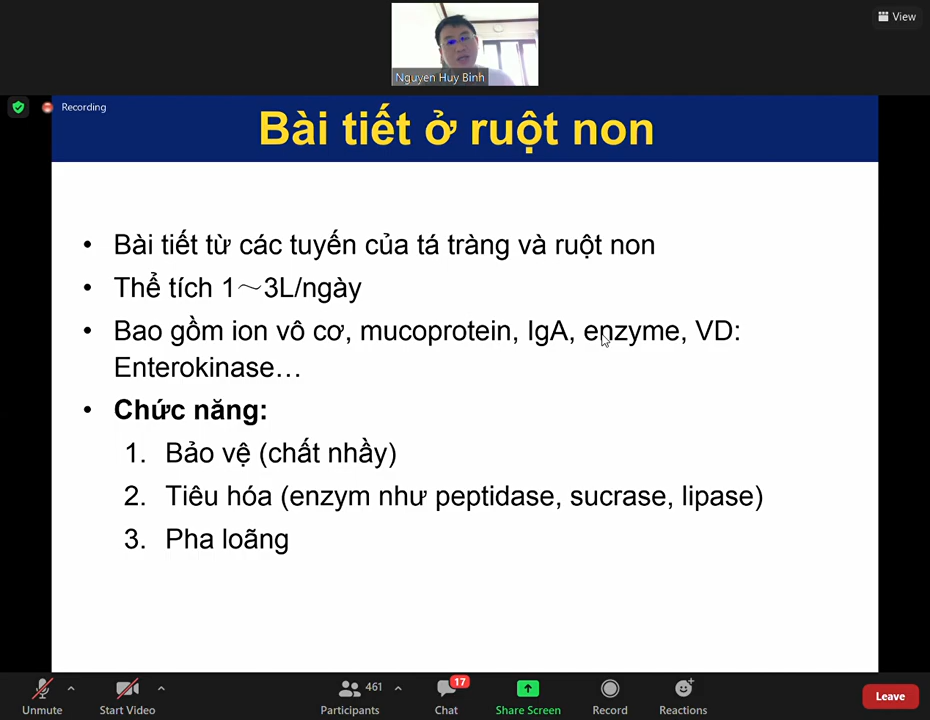 View
Nguyen Huy Binh
Recording
Bài tiết ở ruột non
• Bài tiết từ các tuyến của tá tràng và ruột non
• Thể tích 1～3L/ngày
• Bao gồm ion vô cơ, mucoprotein, IgA, enzyme, VD:
Enterokinase…
• Chức năng:
1. Bảo vệ (chất nhầy)
2. Tiêu hóa (enzym như peptidase, sucrase, lipase)
3. Pha loãng
461
17
Unmute
Start Video
Participants
Chat
Share Screen
Record
Reactions
Leave